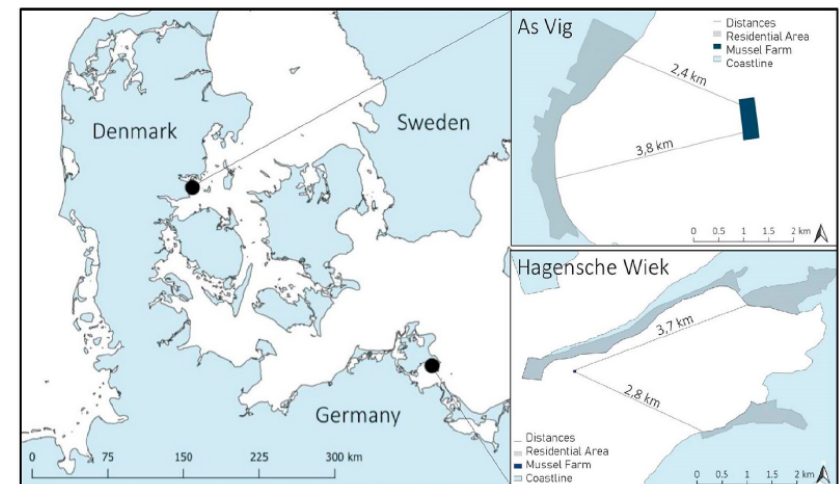 Denmark
Sweden
Germany
0 75 150 225 300 km
As Vig
Distances
Residential Area
Mussel Farm
Coastline
2,4 km
3,8 km
0 0.5 1 1.5 2 km
Hagensche Wiek
3,7 km
2,8 km
Distances
Residential Area
Mussel Farm
Coastline
0 0.5 1 1.5 2 km